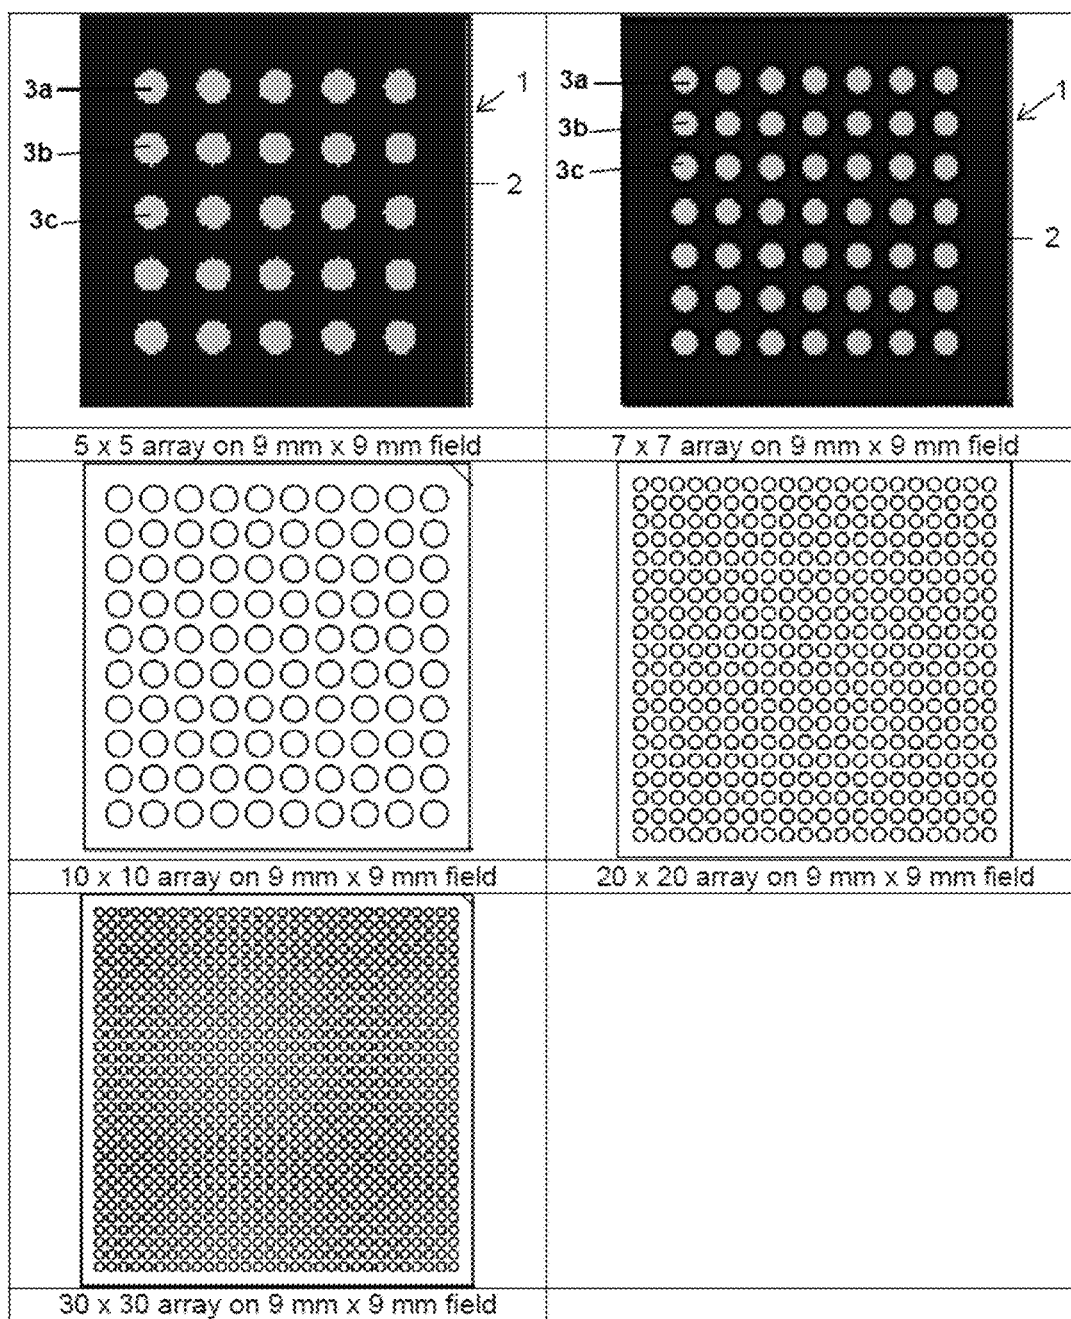 3a
3b
3c
1
2
3a
3b
3c
1
2
5 x 5 array on 9 mm x 9 mm field
7 x 7 array on 9 mm x 9 mm field
10 x 10 array on 9 mm x 9 mm field
20 x 20 array on 9 mm x 9 mm field
30 x 30 array on 9 mm x 9 mm field